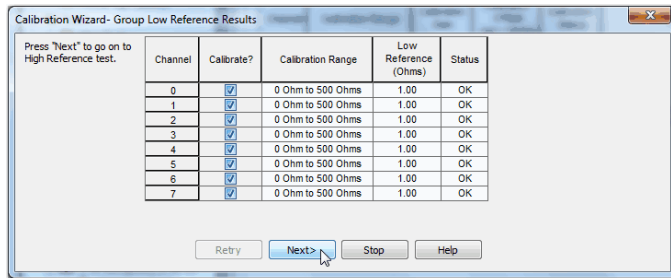 Calibration Wizard- Group Low Reference Results
Press "Next" to go on to
High Reference test.
Channel Calibrate? Calibration Range Low Reference (Ohms) Status
0 0 Ohm to 500 Ohms 1.00 OK
1 0 Ohm to 500 Ohms 1.00 OK
2 0 Ohm to 500 Ohms 1.00 OK
3 0 Ohm to 500 Ohms 1.00 OK
4 0 Ohm to 500 Ohms 1.00 OK
5 0 Ohm to 500 Ohms 1.00 OK
6 0 Ohm to 500 Ohms 1.00 OK
7 0 Ohm to 500 Ohms 1.00 OK
Retry Next> Stop Help